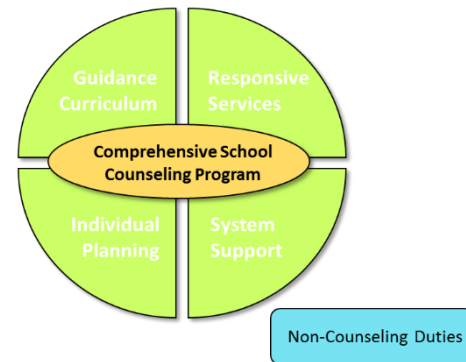 Guidance
Curriculum
Responsive
Services
Comprehensive School
Counseling Program
Individual
Planning
System
Support
Non-Counseling Duties